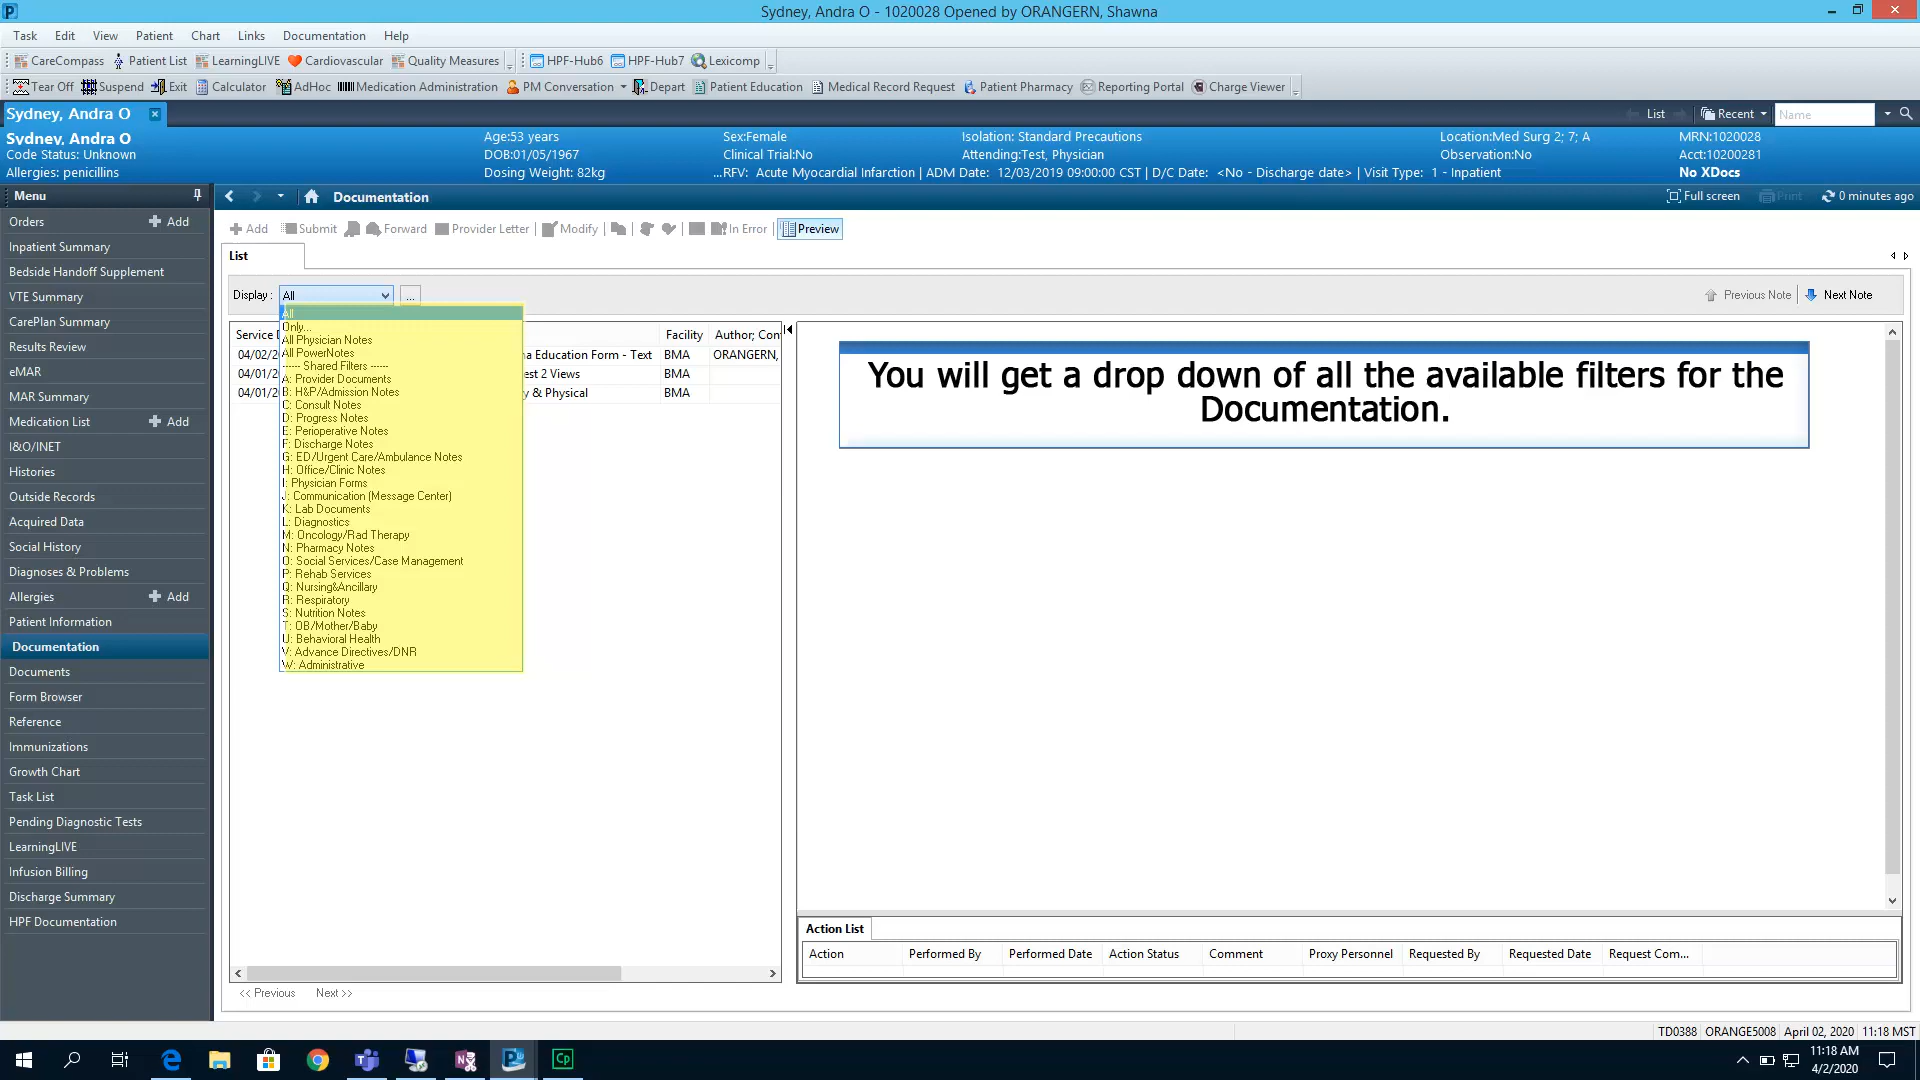 Sydney, Andra O - 1020028 Opened by ORANGERN, Shawna
Task Edit View Patient Chart Links Documentation Help
CareCompass Patient List LearningLIVE Cardiovascular Quality Measures HPF-Hub6 HPF-Hub7 Lexicomp
Tear Off Suspend Exit Calculator AdHoc Medication Administration PM Conversation Depart Patient Education Medical Record Request Patient Pharmacy Reporting Portal Charge Viewer
Sydney, Andra O List Recent Name
Sydney, Andra O Age:53 years Sex:Female Isolation: Standard Precautions Location:Med Surg 2; 7; A MRN:1020028
Code Status: Unknown DOB:01/05/1967 Clinical Trial:No Attending:Test, Physician Observation:No Acct:10200281
Allergies: penicillins Dosing Weight: 82kg ...RFV: Acute Myocardial Infarction | ADM Date: 12/03/2019 09:00:00 CST | D/C Date: <No - Discharge date> | Visit Type: 1 - Inpatient No XDocs
Menu
Orders Add
Inpatient Summary
Bedside Handoff Supplement
VTE Summary
CarePlan Summary
Results Review
eMAR
MAR Summary
Medication List Add
I&O/INET
Histories
Outside Records
Acquired Data
Social History
Diagnoses & Problems
Allergies Add
Patient Information
Documentation
Documents
Form Browser
Reference
Immunizations
Growth Chart
Task List
Pending Diagnostic Tests
LearningLIVE
Infusion Billing
Discharge Summary
HPF Documentation
Documentation Full screen Print 0 minutes ago
Add Submit Forward Provider Letter Modify In Error Preview
List
Display : All ... Previous Note Next Note
Service D Facility Author; Con
04/02/2 na Education Form - Text BMA ORANGERN,
04/01/2 est 2 Views BMA
04/01/2 y & Physical BMA
All
Only...
All Physician Notes
All PowerNotes
------ Shared Filters ------
A: Provider Documents
B: H&P/Admission Notes
C: Consult Notes
D: Progress Notes
E: Perioperative Notes
F: Discharge Notes
G: ED/Urgent Care/Ambulance Notes
H: Office/Clinic Notes
I: Physician Forms
J: Communication (Message Center)
K: Lab Documents
L: Diagnostics
M: Oncology/Rad Therapy
N: Pharmacy Notes
O: Social Services/Case Management
P: Rehab Services
Q: Nursing&Ancillary
R: Respiratory
S: Nutrition Notes
T: OB/Mother/Baby
U: Behavioral Health
V: Advance Directives/DNR
W: Administrative
You will get a drop down of all the available filters for the
Documentation.
Action List
Action Performed By Performed Date Action Status Comment Proxy Personnel Requested By Requested Date Request Com...
<< Previous Next >>
TD0388 ORANGE5008 April 02, 2020 11:18 MST
11:18 AM
4/2/2020